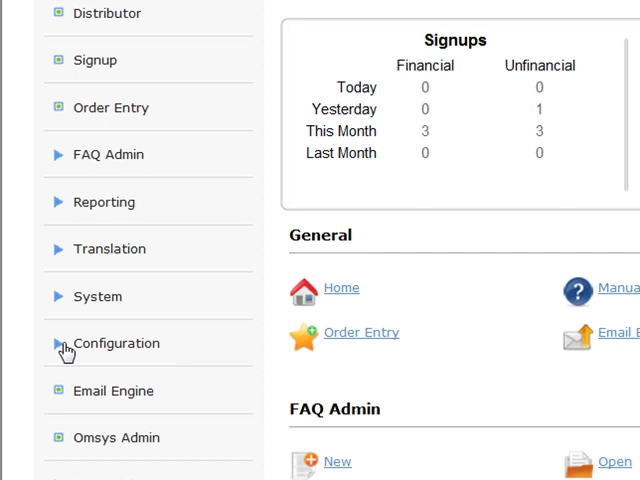 Distributor
Signup
Order Entry
FAQ Admin
Reporting
Translation
System
Configuration
Email Engine
Omsys Admin
Signups
Financial Unfinancial
Today 0 0
Yesterday 0 1
This Month 3 3
Last Month 0 0
General
Home Manua
Order Entry Email E
FAQ Admin
New Open